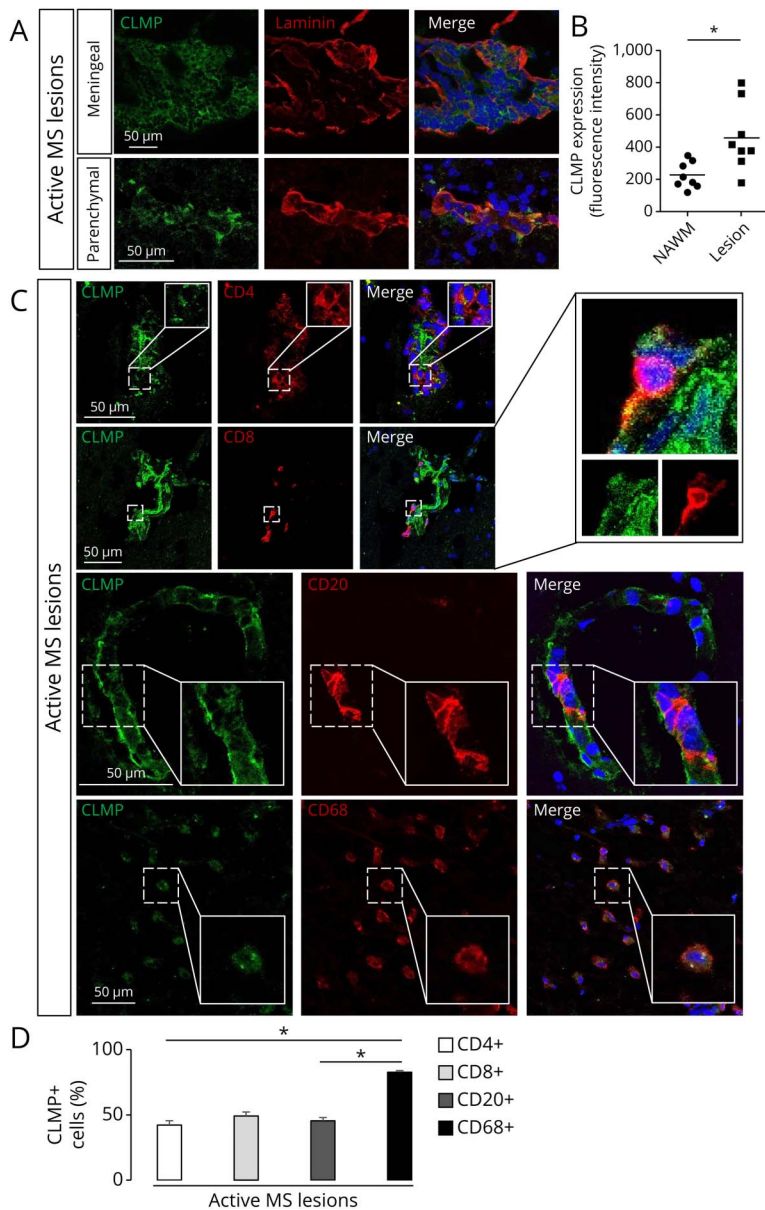 A
Active MS lesions
Meningeal
CLMP
Laminin
Merge
50 µm
Parenchymal
50 µm
B
CLMP expression
(fluorescence intensity)
1,000
800
600
400
200
0
*
NAWM
Lesion
C
Active MS lesions
CLMP
CD4
Merge
50 µm
CLMP
CD8
Merge
50 µm
CLMP
CD20
Merge
50 µm
CLMP
CD68
Merge
50 µm
D
CLMP+
cells (%)
100
50
0
*
*
Active MS lesions
CD4+
CD8+
CD20+
CD68+